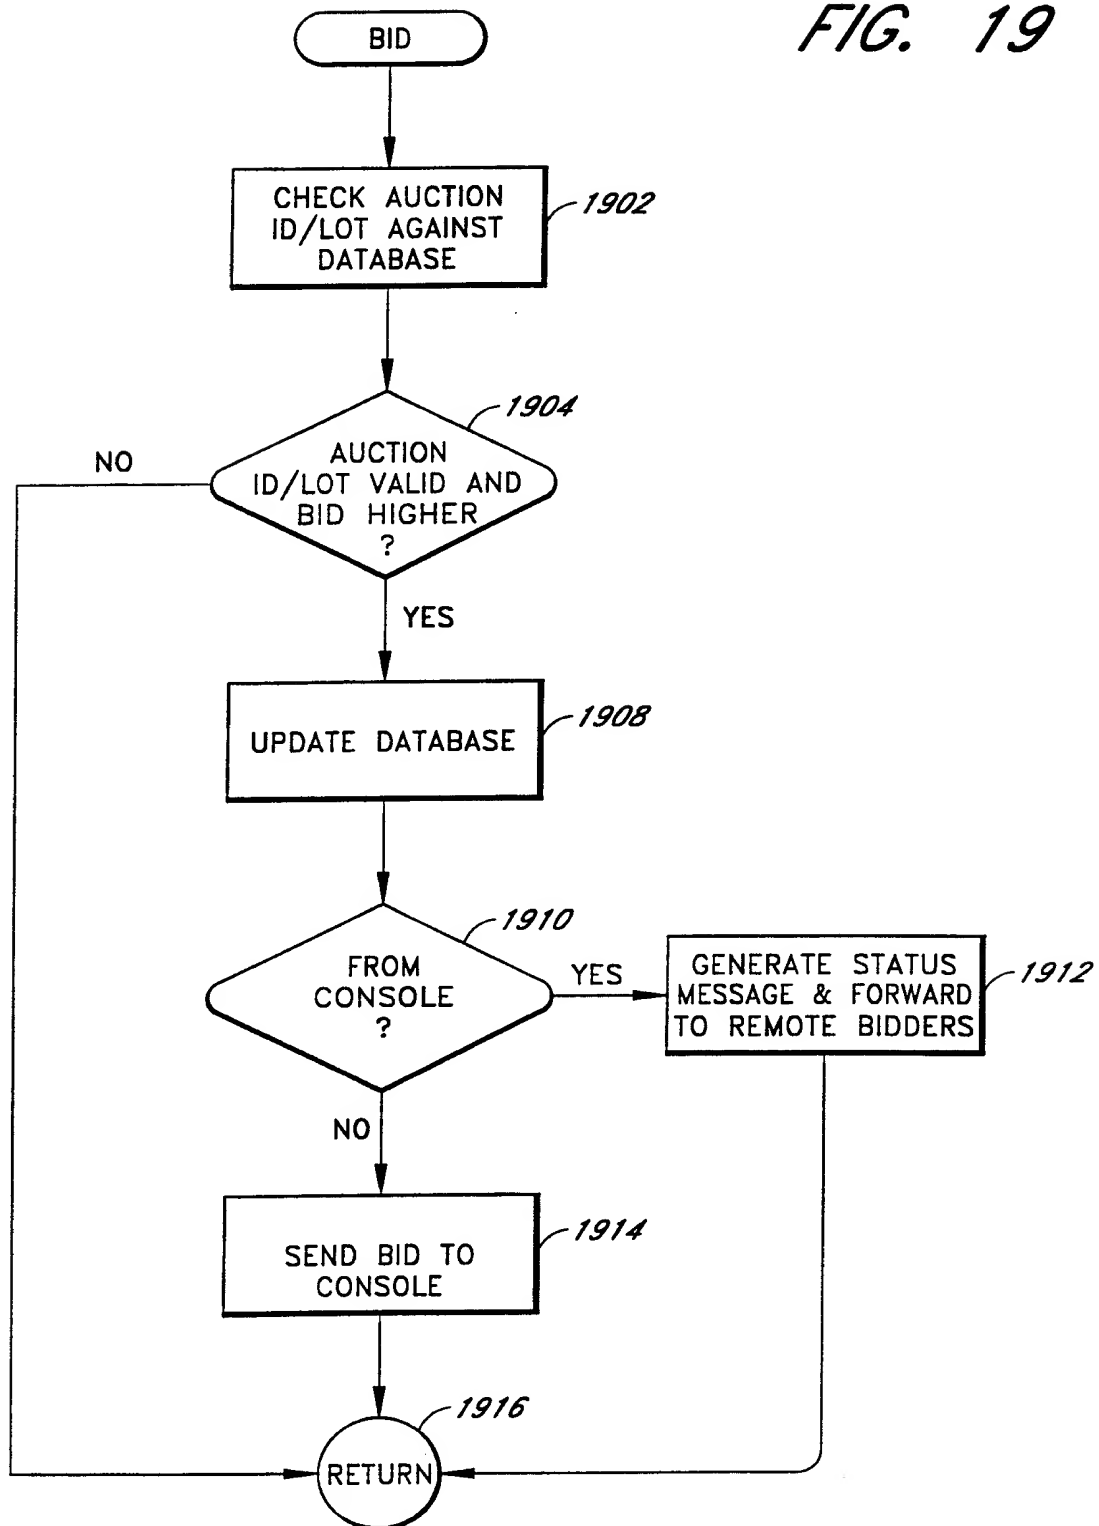 FIG. 19
BID
CHECK AUCTION
ID/LOT AGAINST
DATABASE
1902
1904
NO
AUCTION
ID/LOT VALID AND
BID HIGHER
?
YES
UPDATE DATABASE
1908
1910
FROM
CONSOLE
?
YES
GENERATE STATUS
MESSAGE & FORWARD
TO REMOTE BIDDERS
1912
NO
SEND BID TO
CONSOLE
1914
1916
RETURN